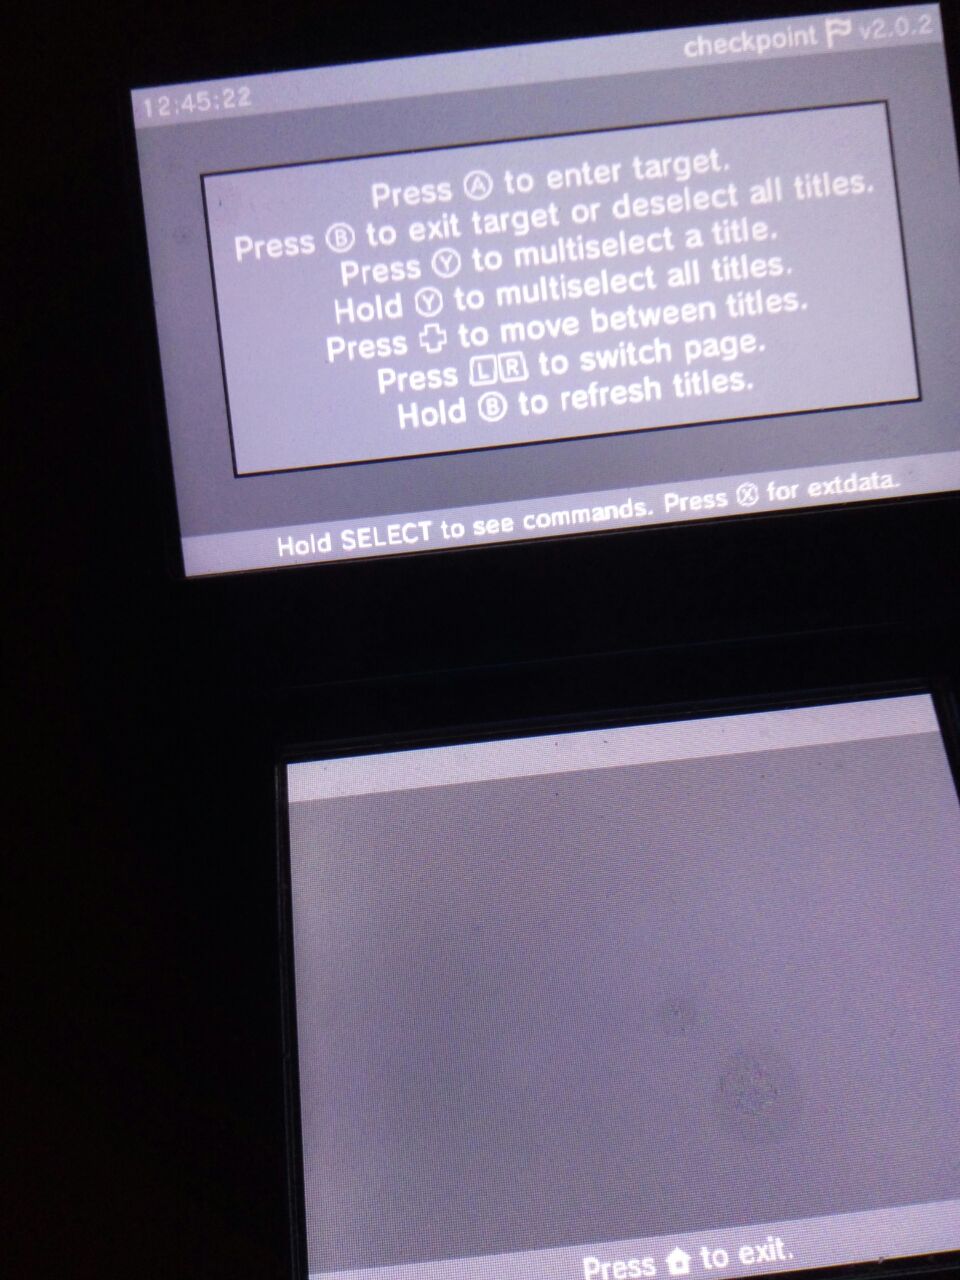 checkpoint v2.0.2
12:45:22
Press Ⓐ to enter target.
Press Ⓑ to exit target or deselect all titles.
Press Ⓨ to multiselect a title.
Hold Ⓨ to multiselect all titles.
Press to move between titles.
Press L R to switch page.
Hold Ⓑ to refresh titles.
Hold SELECT to see commands. Press Ⓧ for extdata.
Press to exit.